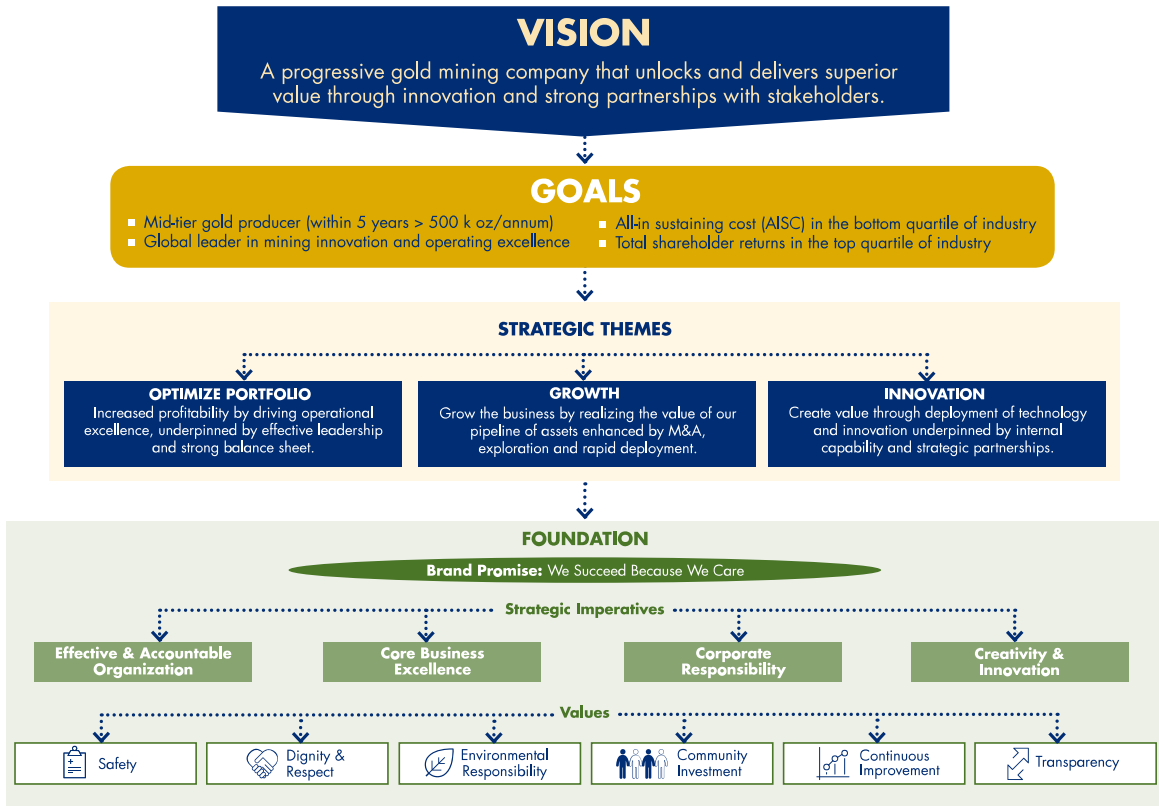 VISION
A progressive gold mining company that unlocks and delivers superior
value through innovation and strong partnerships with stakeholders.
GOALS
Mid-tier gold producer (within 5 years > 500 k oz/annum)
Global leader in mining innovation and operating excellence
All-in sustaining cost (AISC) in the bottom quartile of industry
Total shareholder returns in the top quartile of industry
STRATEGIC THEMES
OPTIMIZE PORTFOLIO
Increased profitability by driving operational
excellence, underpinned by effective leadership
and strong balance sheet.
GROWTH
Grow the business by realizing the value of our
pipeline of assets enhanced by M&A,
exploration and rapid deployment.
INNOVATION
Create value through deployment of technology
and innovation underpinned by internal
capability and strategic partnerships.
FOUNDATION
Brand Promise: We Succeed Because We Care
Strategic Imperatives
Effective & Accountable
Organization
Core Business
Excellence
Corporate
Responsibility
Creativity &
Innovation
Values
Safety
Dignity &
Respect
Environmental
Responsibility
Community
Investment
Continuous
Improvement
Transparency